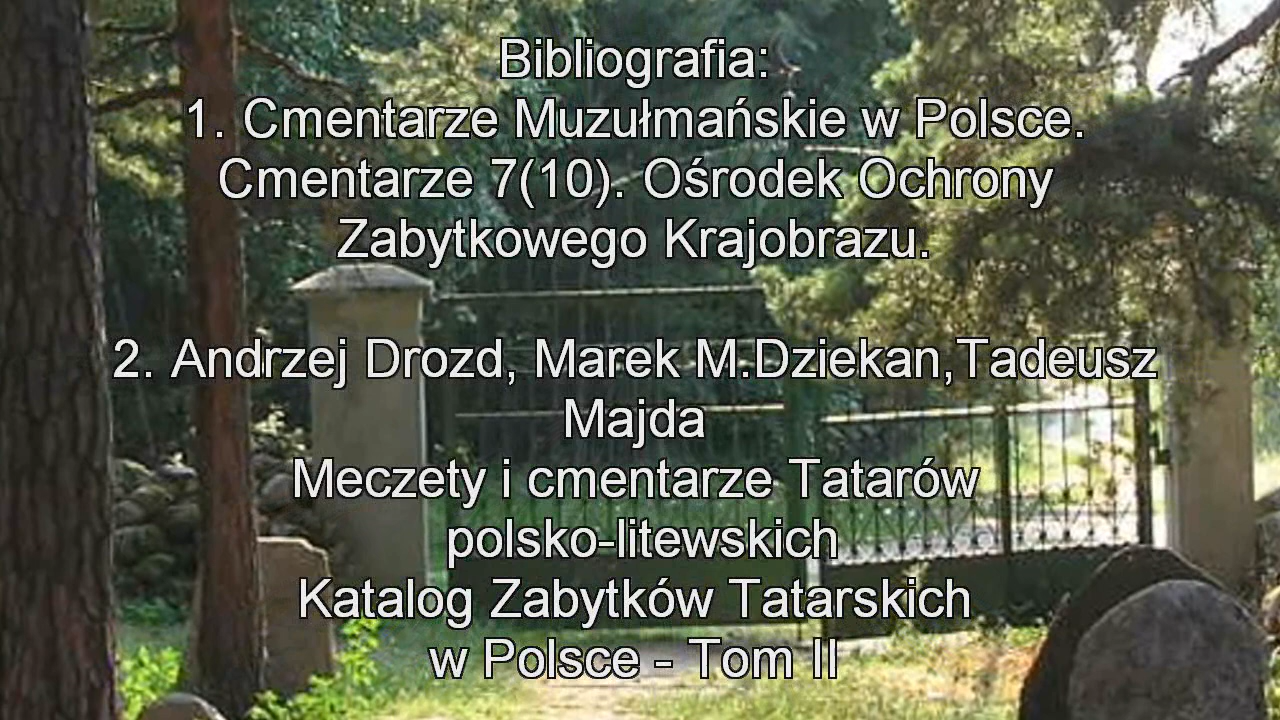 Bibliografia:
1. Cmentarze Muzułmańskie w Polsce.
Cmentarze 7(10). Ośrodek Ochrony
Zabytkowego Krajobrazu.
2. Andrzej Drozd, Marek M.Dziekan,Tadeusz
Majda
Meczety i cmentarze Tatarów
polsko-litewskich
Katalog Zabytków Tatarskich
w Polsce - Tom II